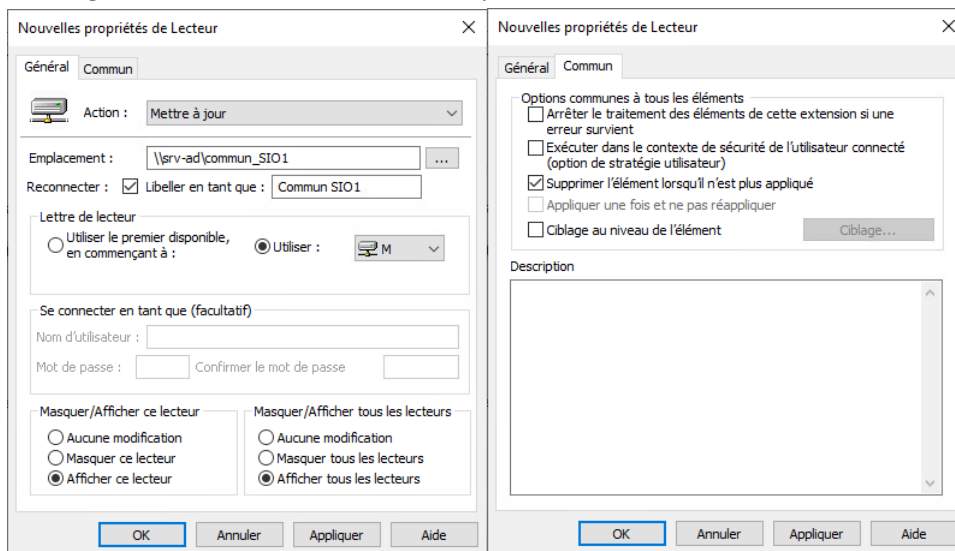 Nouvelles propriétés de Lecteur
Général
Commun
Action :
Mettre à jour
Emplacement :
\\srv-ad\commun_SIO1
...
Reconnecter :
Libeller en tant que :
Commun SIO1
Lettre de lecteur
Utiliser le premier disponible,
en commençant à :
Utiliser :
M
Se connecter en tant que (facultatif)
Nom d'utilisateur :
Mot de passe :
Confirmer le mot de passe
Masquer/Afficher ce lecteur
Aucune modification
Masquer ce lecteur
Afficher ce lecteur
Masquer/Afficher tous les lecteurs
Aucune modification
Masquer tous les lecteurs
Afficher tous les lecteurs
OK
Annuler
Appliquer
Aide
Nouvelles propriétés de Lecteur
Général
Commun
Options communes à tous les éléments
Arrêter le traitement des éléments de cette extension si une
erreur survient
Exécuter dans le contexte de sécurité de l'utilisateur connecté
(option de stratégie utilisateur)
Supprimer l'élément lorsqu'il n'est plus appliqué
Appliquer une fois et ne pas réappliquer
Ciblage au niveau de l'élément
Ciblage...
Description
OK
Annuler
Appliquer
Aide